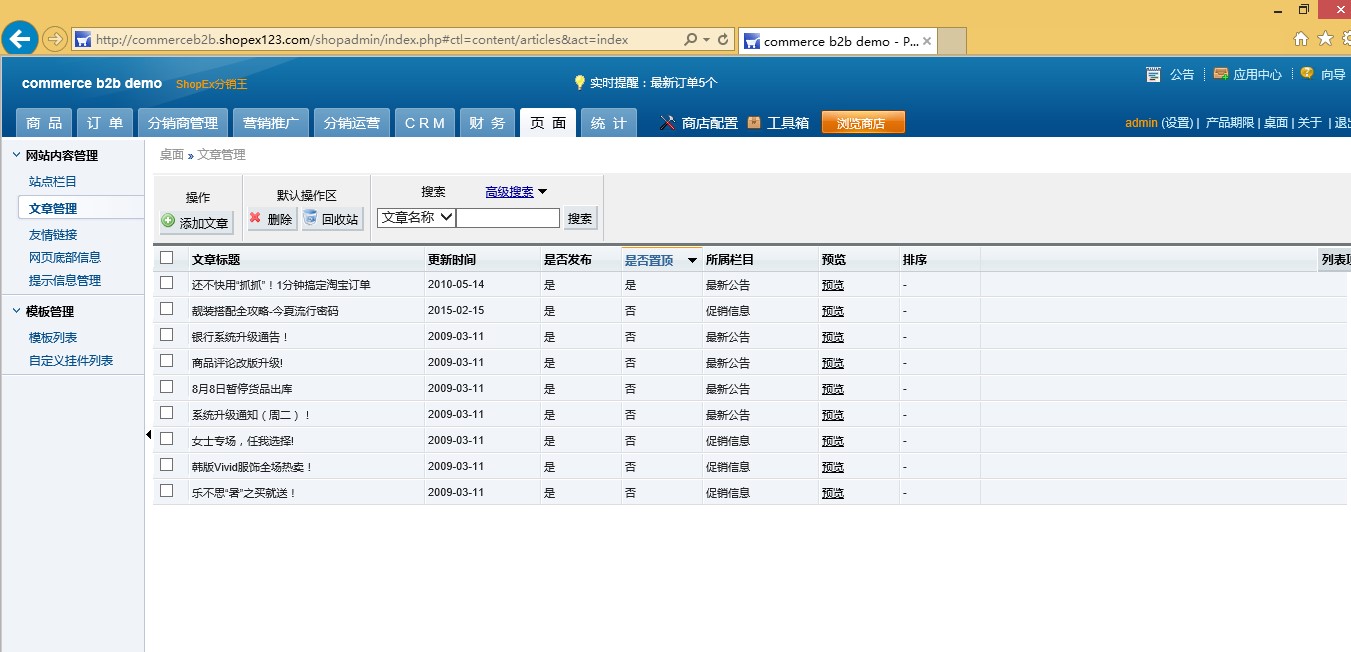 http://commerceb2b.shopex123.com/shopadmin/index.php#ctl=content/articles&act=index
commerce b2b demo - P...
commerce b2b demo ShopEx分销王
实时提醒：最新订单5个
公告 应用中心 向导
商 品 订 单 分销商管理 营销推广 分销运营 C R M 财 务 页 面 统 计 商店配置 工具箱 浏览商店
admin (设置) | 产品期限 | 桌面 | 关于 | 退出
网站内容管理
站点栏目
文章管理
友情链接
网页底部信息
提示信息管理
模板管理
模板列表
自定义挂件列表
桌面 » 文章管理
操作 默认操作区 搜索 高级搜索
添加文章 删除 回收站 文章名称 搜索
文章标题 更新时间 是否发布 是否置顶 所属栏目 预览 排序 列表
还不快用"抓抓"！1分钟搞定淘宝订单 2010-05-14 是 是 最新公告 预览 -
靓装搭配全攻略-今夏流行密码 2015-02-15 是 否 促销信息 预览 -
银行系统升级通告！ 2009-03-11 是 否 最新公告 预览 -
商品评论改版升级! 2009-03-11 是 否 最新公告 预览 -
8月8日暂停货品出库 2009-03-11 是 否 最新公告 预览 -
系统升级通知（周二）！ 2009-03-11 是 否 最新公告 预览 -
女士专场，任我选择! 2009-03-11 是 否 促销信息 预览 -
韩版Vivid服饰全场热卖！ 2009-03-11 是 否 促销信息 预览 -
乐不思"暑"之买就送！ 2009-03-11 是 否 促销信息 预览 -